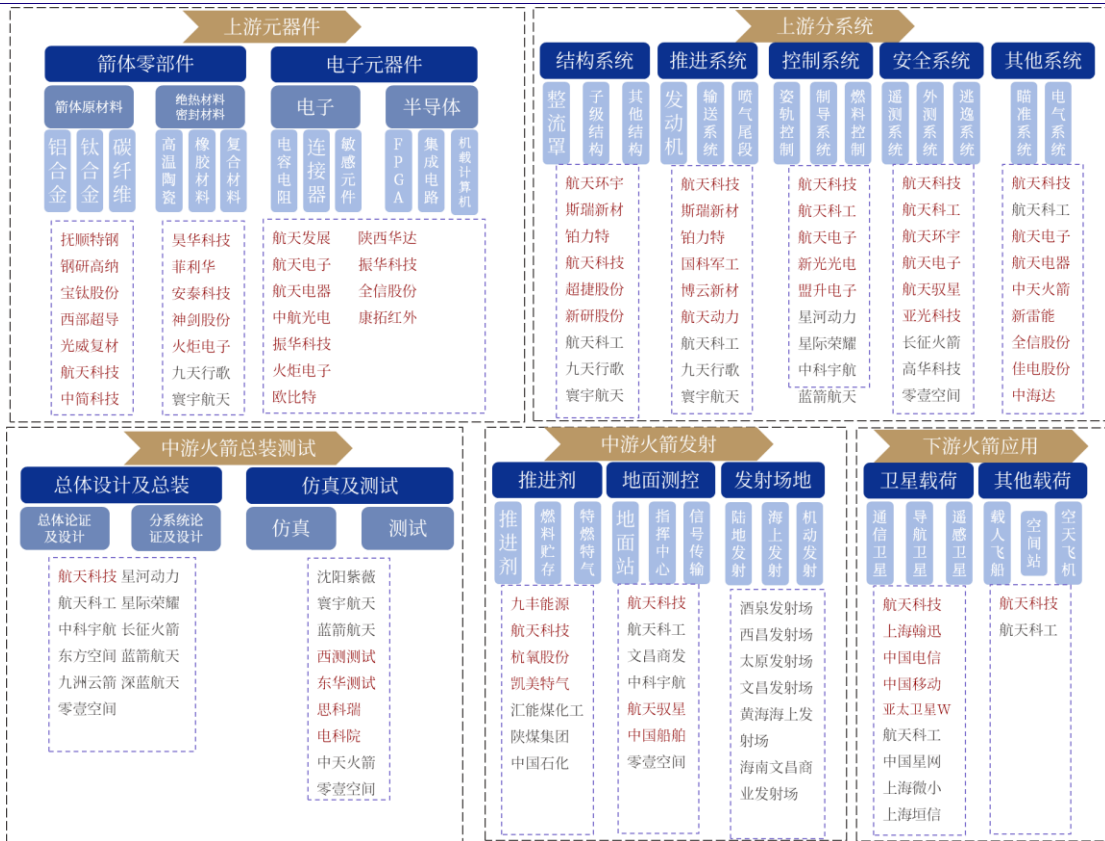 上游元器件
箭体零部件
电子元器件
箭体原材料
绝热材料
密封材料
电子
半导体
铝合金
钛合金
碳纤维
高温陶瓷
橡胶材料
复合材料
电容电阻
连接器
敏感元件
FPGA
集成电路
机载计算机
抚顺特钢
钢研高纳
宝钛股份
西部超导
光威复材
航天科技
中简科技
昊华科技
菲利华
安泰科技
神剑股份
火炬电子
九天行歌
寰宇航天
航天发展 陕西华达
航天电子 振华科技
航天电器 全信股份
中航光电 康拓红外
振华科技
火炬电子
欧比特
上游分系统
结构系统
推进系统
控制系统
安全系统
其他系统
整流罩
子级结构
其他结构
发动机
输送系统
喷气尾段
姿轨控制
制导系统
燃料控制
遥测系统
外测系统
逃逸系统
瞄准系统
电气系统
航天环宇
斯瑞新材
铂力特
航天科技
超捷股份
新研股份
航天科工
九天行歌
寰宇航天
航天科技
斯瑞新材
铂力特
国科军工
博云新材
航天动力
航天科工
九天行歌
寰宇航天
航天科技
航天科工
航天电子
新光光电
盟升电子
星河动力
星际荣耀
中科宇航
蓝箭航天
航天科技
航天科工
航天环宇
航天电子
航天驭星
亚光科技
长征火箭
高华科技
零壹空间
航天科技
航天科工
航天电子
航天电器
中天火箭
新雷能
全信股份
佳电股份
中海达
中游火箭总装测试
总体设计及总装
仿真及测试
总体论证
及设计
分系统论
证及设计
仿真
测试
航天科技 星河动力
航天科工 星际荣耀
中科宇航 长征火箭
东方空间 蓝箭航天
九洲云箭 深蓝航天
零壹空间
沈阳紫薇
寰宇航天
蓝箭航天
西测测试
东华测试
思科瑞
电科院
中天火箭
零壹空间
中游火箭发射
推进剂
地面测控
发射场地
推进剂
燃料贮存
特燃特气
地面站
指挥中心
信号传输
陆地发射
海上发射
机动发射
九丰能源
航天科技
杭氧股份
凯美特气
汇能煤化工
陕煤集团
中国石化
航天科技
航天科工
文昌商发
中科宇航
航天驭星
中国船舶
零壹空间
酒泉发射场
西昌发射场
太原发射场
文昌发射场
黄海海上发
射场
海南文昌商
业发射场
下游火箭应用
卫星载荷
其他载荷
通信卫星
导航卫星
遥感卫星
载人飞船
空间站
空天飞机
航天科技
上海翰迅
中国电信
中国移动
亚太卫星W
航天科工
中国星网
上海微小
上海垣信
航天科技
航天科工